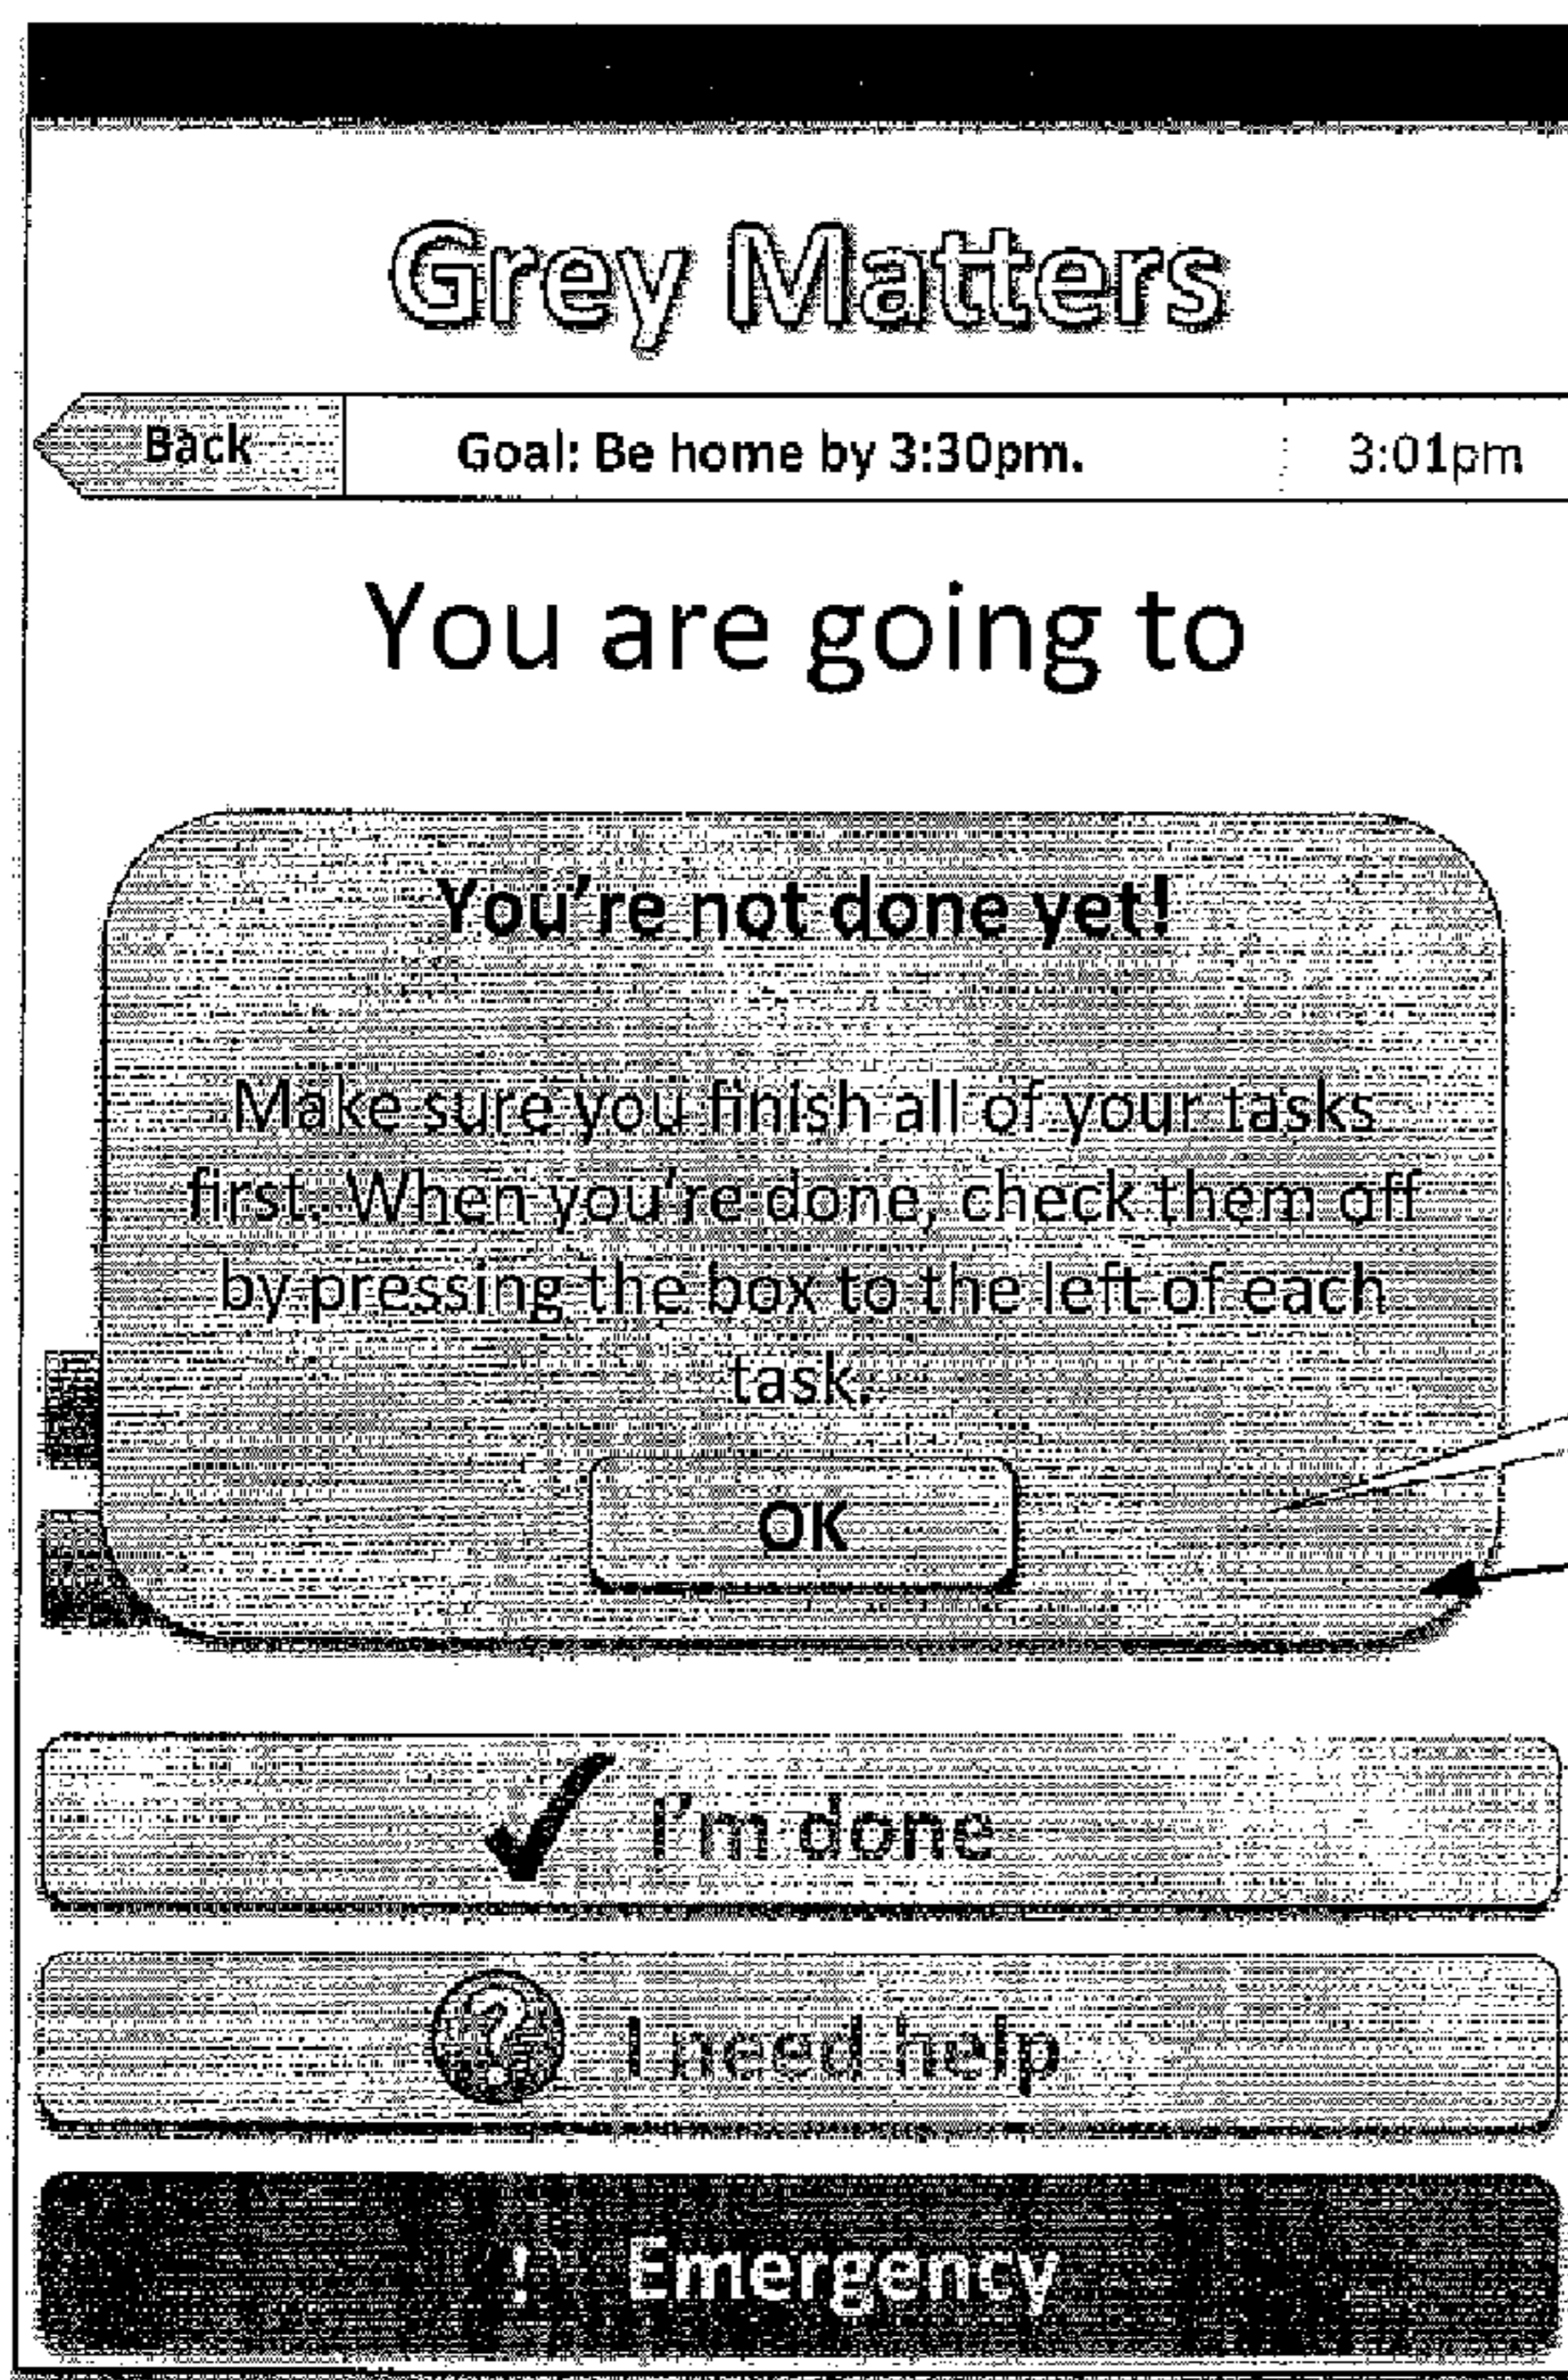 Grey Matters
Back
Goal: Be home by 3:30pm.
3:01pm
You are going to
You're not done yet!
Make sure you finish all of your tasks
first. When you're done, check them off
by pressing the box to the left of each
task.
OK
I'm done
? I need help
! Emergency